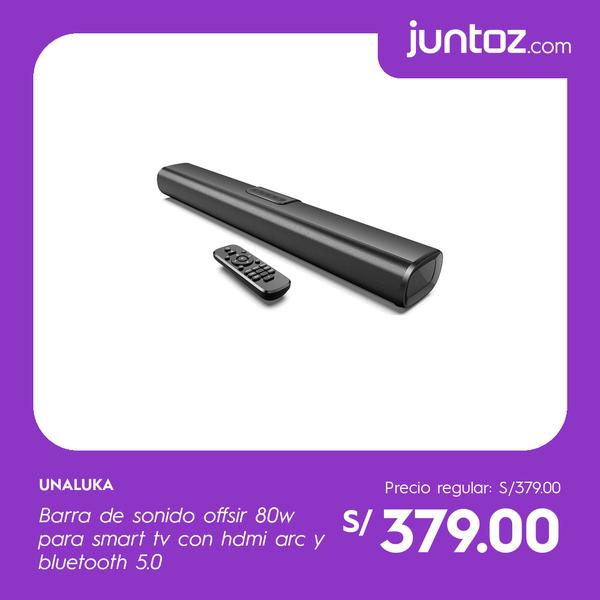 juntoz.com
UNALUKA
Barra de sonido offsir 80w
para smart tv con hdmi arc y
bluetooth 5.0
Precio regular: S/379.00
S/ 379.00